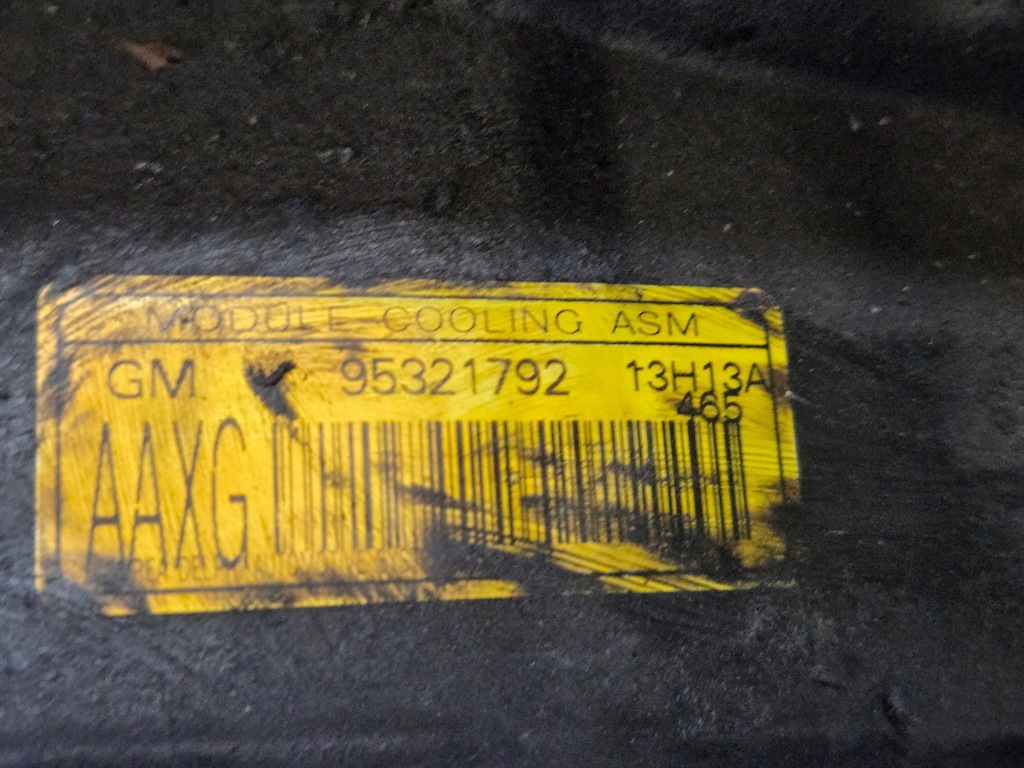 MODULE COOLING ASM
GM 95321792 13H13A
465
AAXG